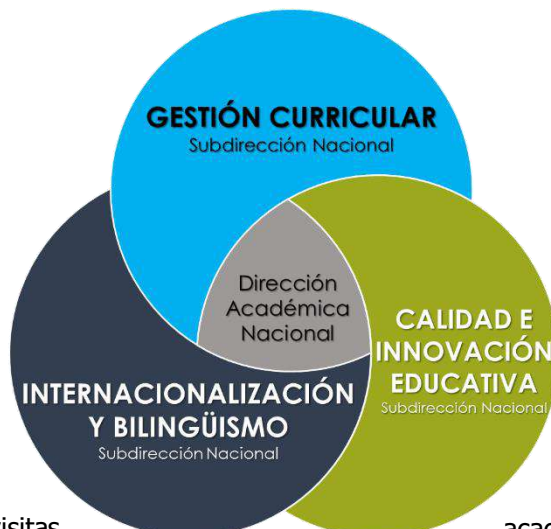 GESTIÓN CURRICULAR
Subdirección Nacional
Dirección
Académica
Nacional
CALIDAD E
INNOVACIÓN
EDUCATIVA
Subdirección Nacional
INTERNACIONALIZACIÓN
Y BILINGÜISMO
Subdirección Nacional